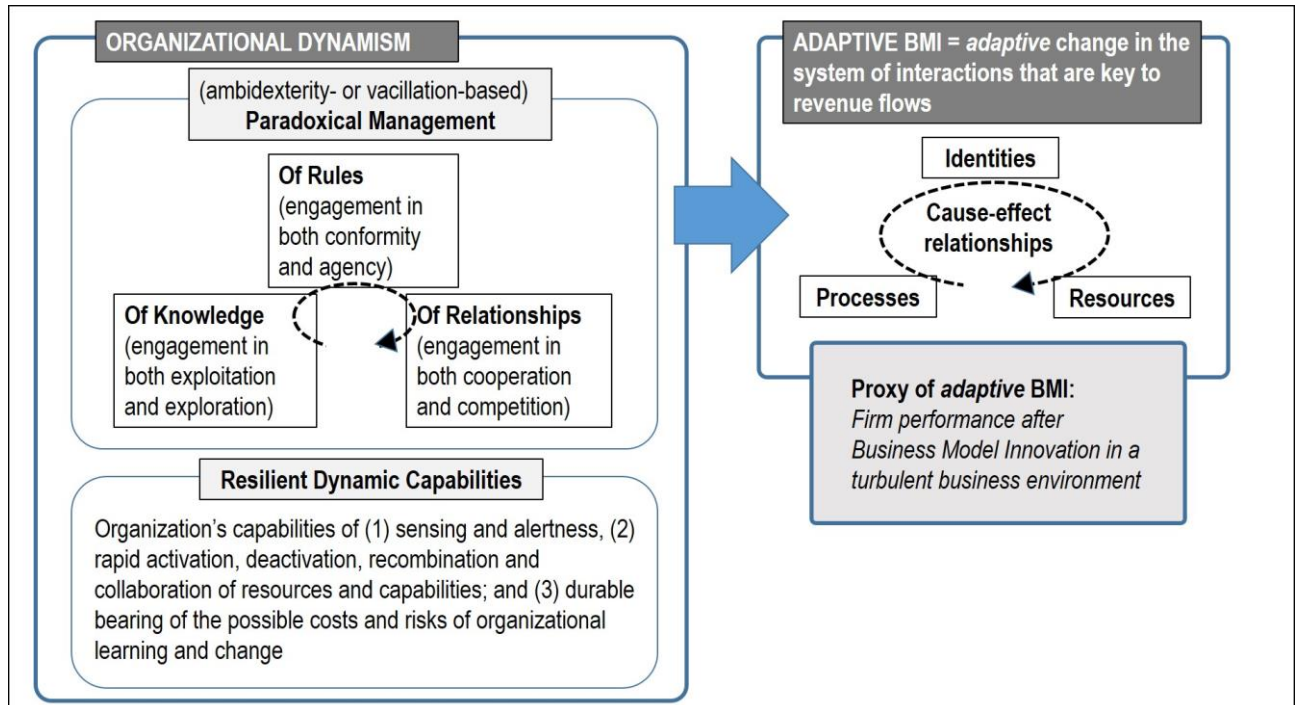 ORGANIZATIONAL DYNAMISM
(ambidexterity- or vacillation-based)
Paradoxical Management
Of Rules
(engagement in
both conformity
and agency)
Of Knowledge
(engagement in
both exploitation
and exploration)
Of Relationships
(engagement in
both cooperation
and competition)
Resilient Dynamic Capabilities
Organization's capabilities of (1) sensing and alertness, (2)
rapid activation, deactivation, recombination and
collaboration of resources and capabilities; and (3) durable
bearing of the possible costs and risks of organizational
learning and change
ADAPTIVE BMI = adaptive change in the
system of interactions that are key to
revenue flows
Identities
Cause-effect
relationships
Processes
Resources
Proxy of adaptive BMI:
Firm performance after
Business Model Innovation in a
turbulent business environment